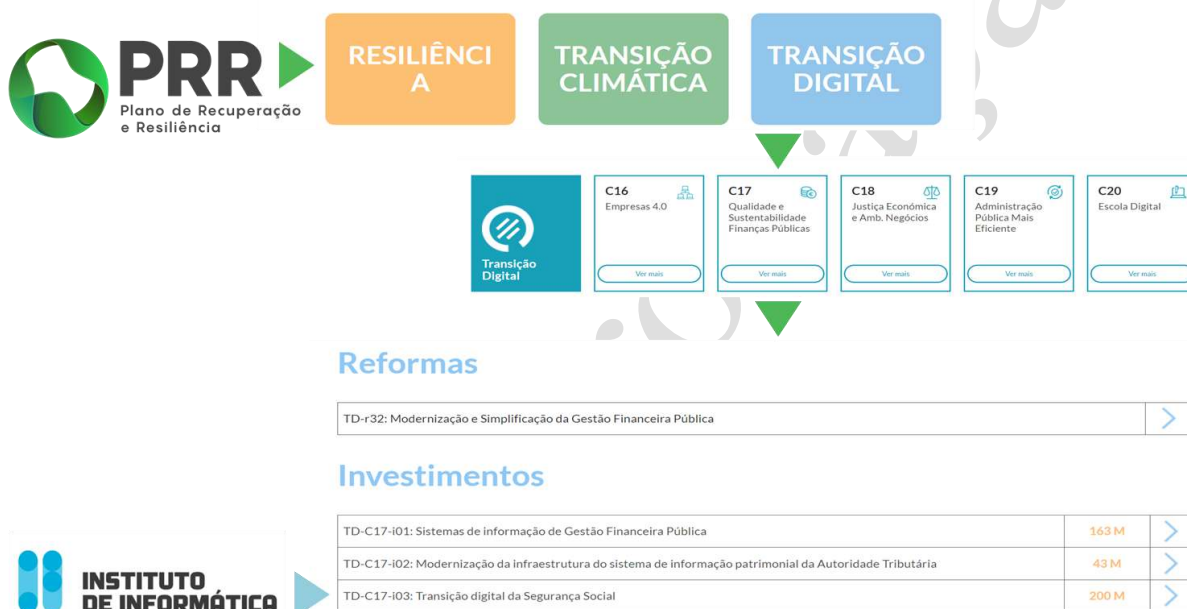 PRR
Plano de Recuperação
e Resiliência
RESILIÊNCI
A
TRANSIÇÃO
CLIMÁTICA
TRANSIÇÃO
DIGITAL
Transição
Digital
C16
Empresas 4.0
Ver mais
C17
Qualidade e
Sustentabilidade
Finanças Públicas
Ver mais
C18
Justiça Económica
e Amb. Negócios
Ver mais
C19
Administração
Pública Mais
Eficiente
Ver mais
C20
Escola Digital
Ver mais
Reformas
TD-r32: Modernização e Simplificação da Gestão Financeira Pública
Investimentos
TD-C17-i01: Sistemas de informação de Gestão Financeira Pública 163 M
TD-C17-i02: Modernização da infraestrutura do sistema de informação patrimonial da Autoridade Tributária 43 M
TD-C17-i03: Transição digital da Segurança Social 200 M
INSTITUTO
DE INFORMÁTICA